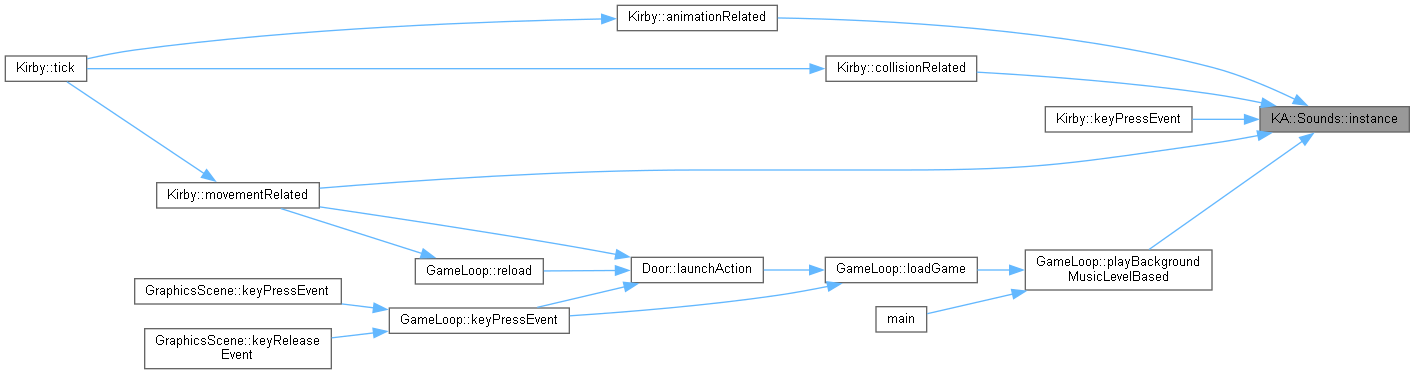 Kirby::animationRelated
Kirby::tick
Kirby::collisionRelated
KA::Sounds::instance
Kirby::keyPressEvent
Kirby::movementRelated
GameLoop::playBackground
MusicLevelBased
GameLoop::reload
Door::launchAction
GameLoop::loadGame
GraphicsScene::keyPressEvent
GameLoop::keyPressEvent
main
GraphicsScene::keyRelease
Event